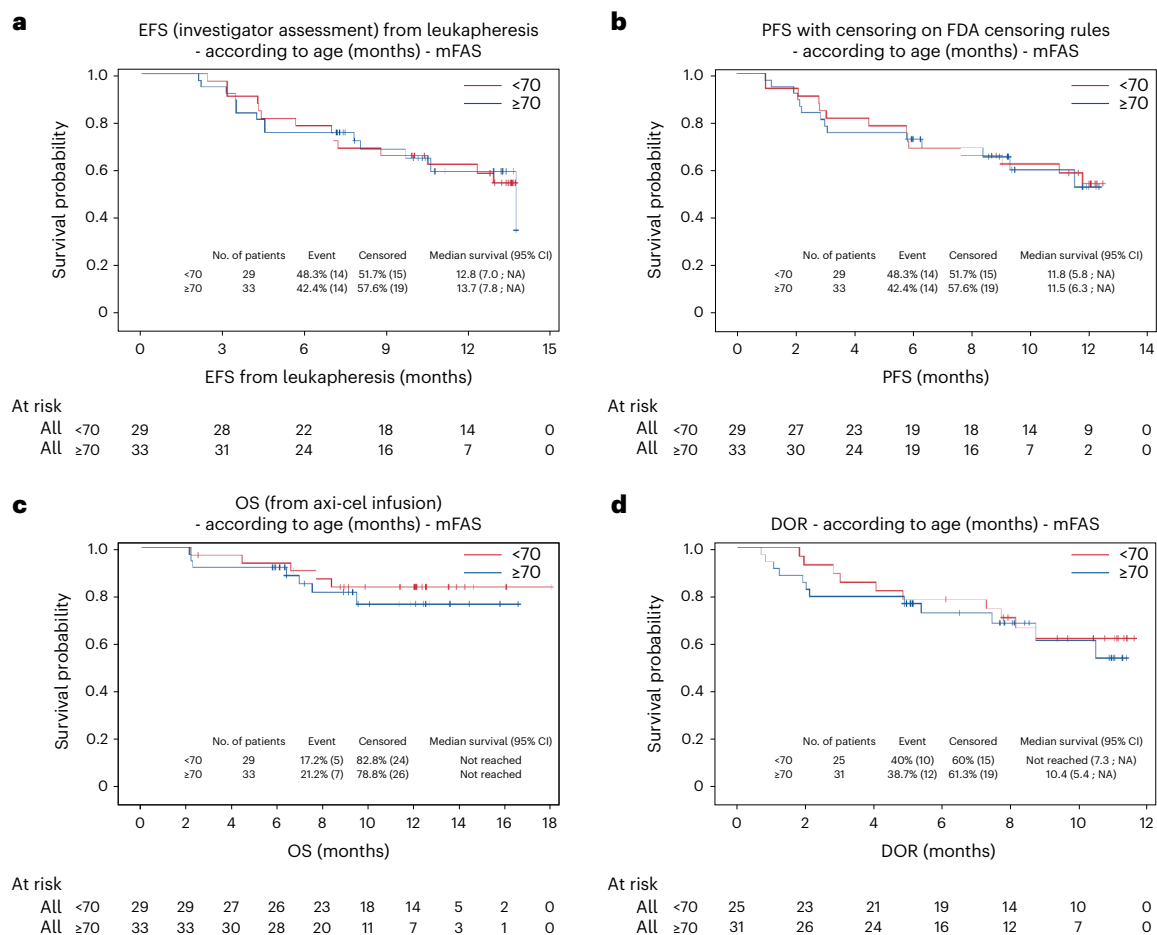 a
EFS (investigator assessment) from leukapheresis
- according to age (months) - mFAS
1.0
0.8
0.6
0.4
0.2
0
Survival probability
<70
≥70
No. of patients Event Censored Median survival (95% CI)
<70 29 48.3% (14) 51.7% (15) 12.8 (7.0 ; NA)
≥70 33 42.4% (14) 57.6% (19) 13.7 (7.8 ; NA)
0 3 6 9 12 15
EFS from leukapheresis (months)
At risk
All <70 29 28 22 18 14 0
All ≥70 33 31 24 16 7 0
b
PFS with censoring on FDA censoring rules
- according to age (months) - mFAS
1.0
0.8
0.6
0.4
0.2
0
Survival probability
<70
≥70
No. of patients Event Censored Median survival (95% CI)
<70 29 48.3% (14) 51.7% (15) 11.8 (5.8 ; NA)
≥70 33 42.4% (14) 57.6% (19) 11.5 (6.3 ; NA)
0 2 4 6 8 10 12 14
PFS (months)
At risk
All <70 29 27 23 19 18 14 9 0
All ≥70 33 30 24 19 16 7 2 0
c
OS (from axi-cel infusion)
- according to age (months) - mFAS
1.0
0.8
0.6
0.4
0.2
0
Survival probability
<70
≥70
No. of patients Event Censored Median survival (95% CI)
<70 29 17.2% (5) 82.8% (24) Not reached
≥70 33 21.2% (7) 78.8% (26) Not reached
0 2 4 6 8 10 12 14 16 18
OS (months)
At risk
All <70 29 29 27 26 23 18 14 5 2 0
All ≥70 33 33 30 28 20 11 7 3 1 0
d
DOR - according to age (months) - mFAS
1.0
0.8
0.6
0.4
0.2
0
Survival probability
<70
≥70
No. of patients Event Censored Median survival (95% CI)
<70 25 40% (10) 60% (15) Not reached (7.3 ; NA)
≥70 31 38.7% (12) 61.3% (19) 10.4 (5.4 ; NA)
0 2 4 6 8 10 12
DOR (months)
At risk
All <70 25 23 21 19 14 10 0
All ≥70 31 26 24 16 12 7 0